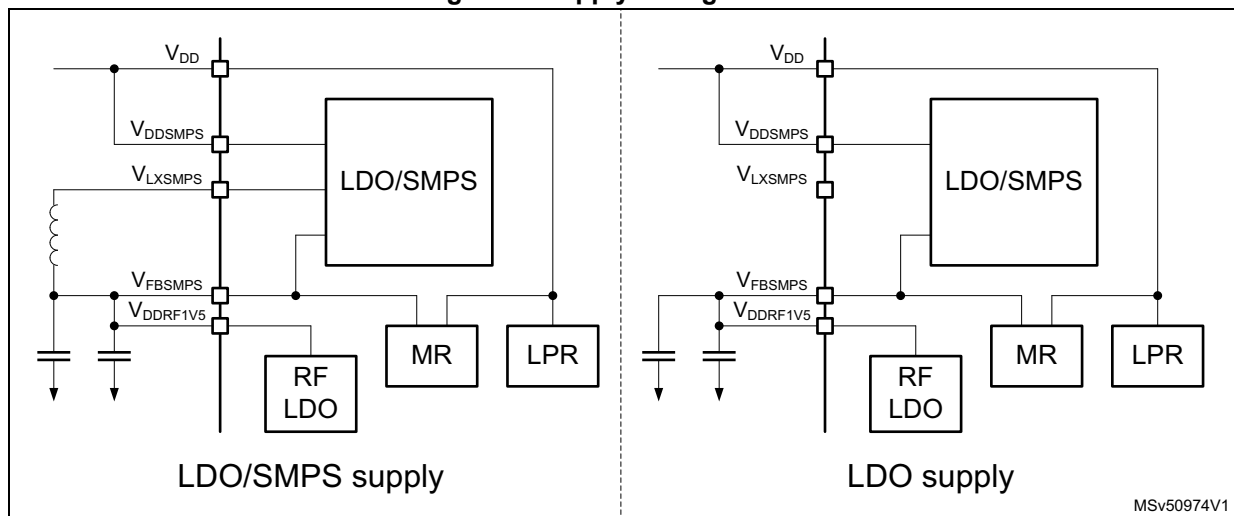 VDD
VDDSMPS
VLXSMPS
VFBSMPS
VDDRF1V5
LDO/SMPS
MR
LPR
RF
LDO
LDO/SMPS supply
VDD
VDDSMPS
VLXSMPS
VFBSMPS
VDDRF1V5
LDO/SMPS
MR
LPR
RF
LDO
LDO supply
MSv50974V1